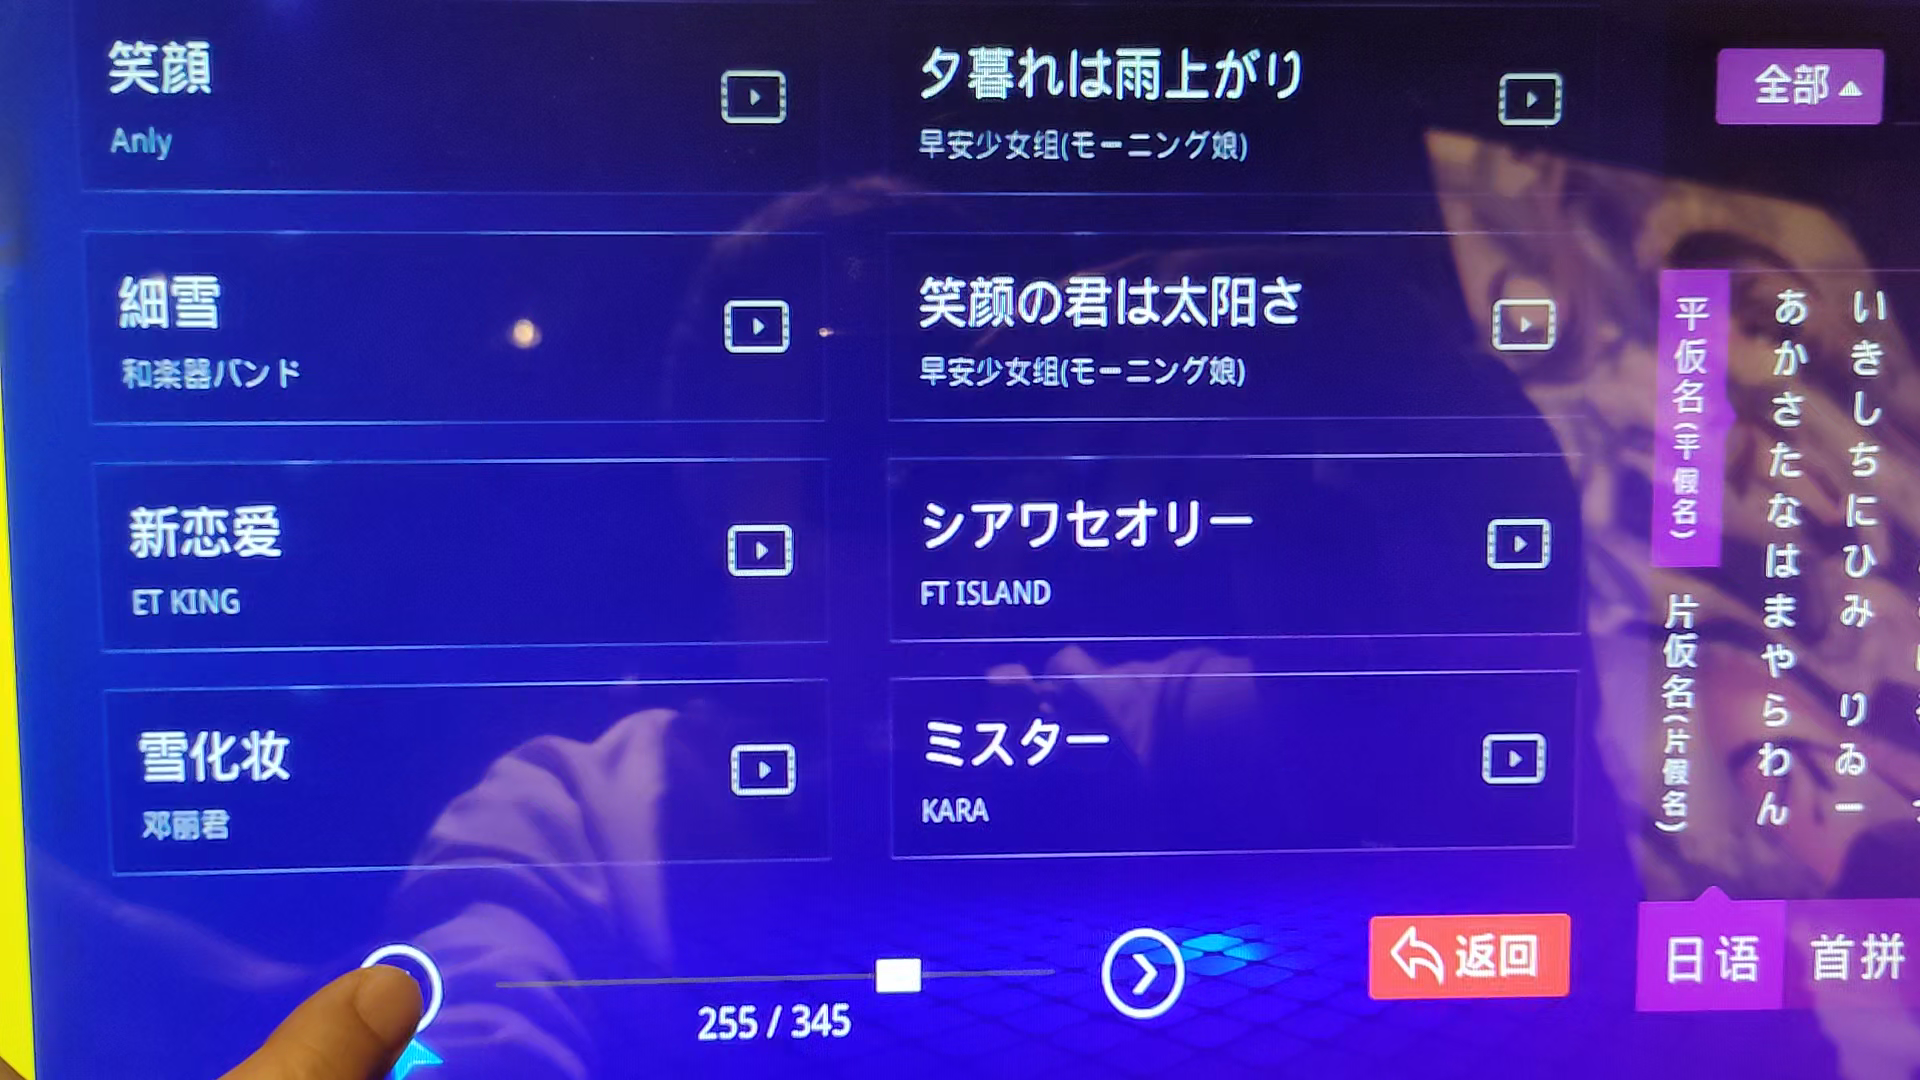 笑顔
Anly
夕暮れは雨上がり
早安少女组(モーニング娘)
細雪
和楽器バンド
笑顔の君は太阳さ
早安少女组(モーニング娘)
新恋爱
ET KING
シアワセオリー
FT ISLAND
雪化妆
邓丽君
ミスター
KARA
255 / 345
返回
全部
平仮名(平假名)
片仮名(片假名)
あかさたなはまやらわん
いきしちにひみ りゐー
日语
首拼